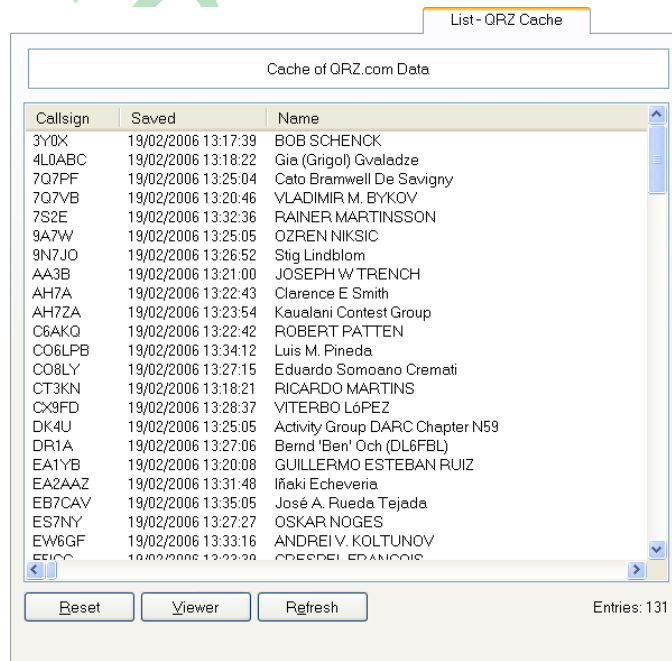 List - QRZ Cache
Cache of QRZ.com Data
Callsign Saved Name
3Y0X 19/02/2006 13:17:39 BOB SCHENCK
4L0ABC 19/02/2006 13:18:22 Gia (Grigol) Gvaladze
7Q7PF 19/02/2006 13:25:04 Cato Bramwell De Savigny
7Q7VB 19/02/2006 13:20:46 VLADIMIR M. BYKOV
7S2E 19/02/2006 13:32:36 RAINER MARTINSSON
9A7W 19/02/2006 13:25:05 OZREN NIKSIC
9N7JO 19/02/2006 13:26:52 Stig Lindblom
AA3B 19/02/2006 13:21:00 JOSEPH W TRENCH
AH7A 19/02/2006 13:22:43 Clarence E Smith
AH7ZA 19/02/2006 13:23:54 Kaualani Contest Group
C6AKQ 19/02/2006 13:22:42 ROBERT PATTEN
CO6LPB 19/02/2006 13:34:12 Luis M. Pineda
CO8LY 19/02/2006 13:27:15 Eduardo Somoano Cremati
CT3KN 19/02/2006 13:18:21 RICARDO MARTINS
CX9FD 19/02/2006 13:28:37 VITERBO LóPEZ
DK4U 19/02/2006 13:25:05 Activity Group DARC Chapter N59
DR1A 19/02/2006 13:27:06 Bernd 'Ben' Och (DL6FBL)
EA1YB 19/02/2006 13:20:08 GUILLERMO ESTEBAN RUIZ
EA2AAZ 19/02/2006 13:31:48 Iñaki Echeveria
EB7CAV 19/02/2006 13:35:05 José A. Rueda Tejada
ES7NY 19/02/2006 13:27:27 OSKAR NOGES
EW6GF 19/02/2006 13:33:16 ANDREI V. KOLTUNOV
Reset Viewer Refresh Entries: 131